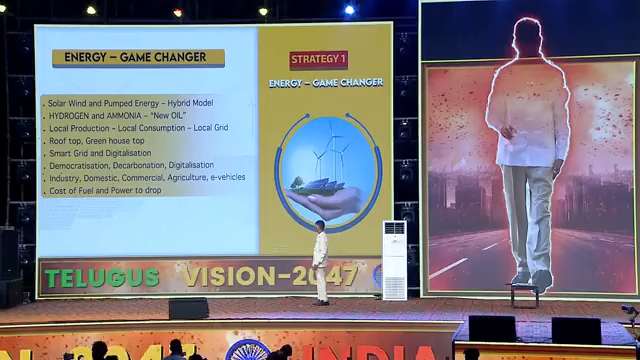 ENERGY – GAME CHANGER
Solar Wind and Pumped Energy – Hybrid Model
HYDROGEN and AMMONIA – "New OIL"
Local Production – Local Consumption – Local Grid
Roof top, Green house top
Smart Grid and Digitalisation
Democratisation, Decarbonation, Digitalisation
Industry, Domestic, Commercial, Agriculture, e-vehicles
Cost of Fuel and Power to drop
STRATEGY 1
ENERGY – GAME CHANGER
TELUGUS VISION-2047
INDIA